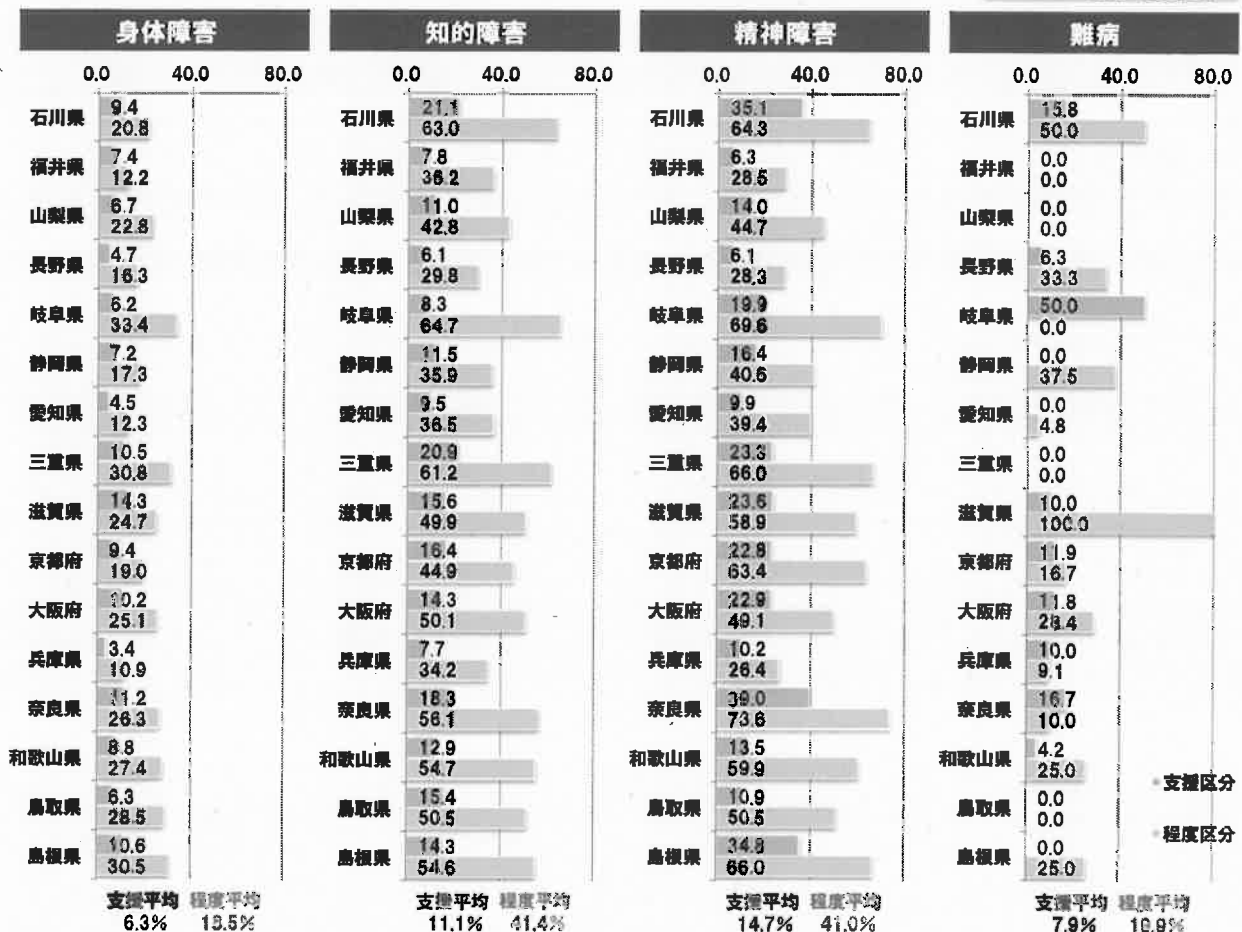 身体障害
0.0 40.0 80.0
石川県 9.4 20.8
福井県 7.4 12.2
山梨県 6.7 22.8
長野県 4.7 16.3
岐阜県 6.2 33.4
静岡県 7.2 17.3
愛知県 4.5 12.3
三重県 10.5 30.8
滋賀県 14.3 24.7
京都府 9.4 19.0
大阪府 10.2 25.1
兵庫県 3.4 10.9
奈良県 11.2 26.3
和歌山県 8.8 27.4
鳥取県 6.3 28.5
島根県 10.6 30.5
支援平均 程度平均
6.3%
知的障害
0.0 40.0 80.0
石川県 21.1 63.0
福井県 7.8 36.2
山梨県 11.0 42.8
長野県 6.1 29.8
岐阜県 8.3 64.7
静岡県 11.5 35.9
愛知県 9.5 36.5
三重県 20.9 61.2
滋賀県 15.6 49.9
京都府 16.4 44.9
大阪府 14.3 50.1
兵庫県 7.7 34.2
奈良県 18.3 56.1
和歌山県 12.9 54.7
鳥取県 15.4 50.5
島根県 14.3 54.6
支援平均 程度平均
11.1% 41.4%
精神障害
0.0 40.0 80.0
石川県 35.1 64.3
福井県 6.3 28.5
山梨県 14.0 44.7
長野県 6.1 28.3
岐阜県 19.9 69.6
静岡県 16.4 40.6
愛知県 9.9 39.4
三重県 23.3 66.0
滋賀県 23.6 58.9
京都府 22.8 63.4
大阪府 22.9 49.1
兵庫県 10.2 26.4
奈良県 39.0 73.6
和歌山県 13.5 59.9
鳥取県 10.9 50.5
島根県 34.8 66.0
支援平均 程度平均
14.7% 41.0%
難病
0.0 40.0 80.0
石川県 15.8 50.0
福井県 0.0 0.0
山梨県 0.0 0.0
長野県 6.3 33.3
岐阜県 50.0 0.0
静岡県 0.0 37.5
愛知県 0.0 4.8
三重県 0.0 0.0
滋賀県 10.0 100.0
京都府 11.9 16.7
大阪府 11.8
兵庫県 10.0 9.1
奈良県 16.7 10.0
和歌山県 4.2 25.0
鳥取県 0.0 0.0
島根県 0.0 25.0
支援区分
程度区分
支援平均 程度平均
7.9%